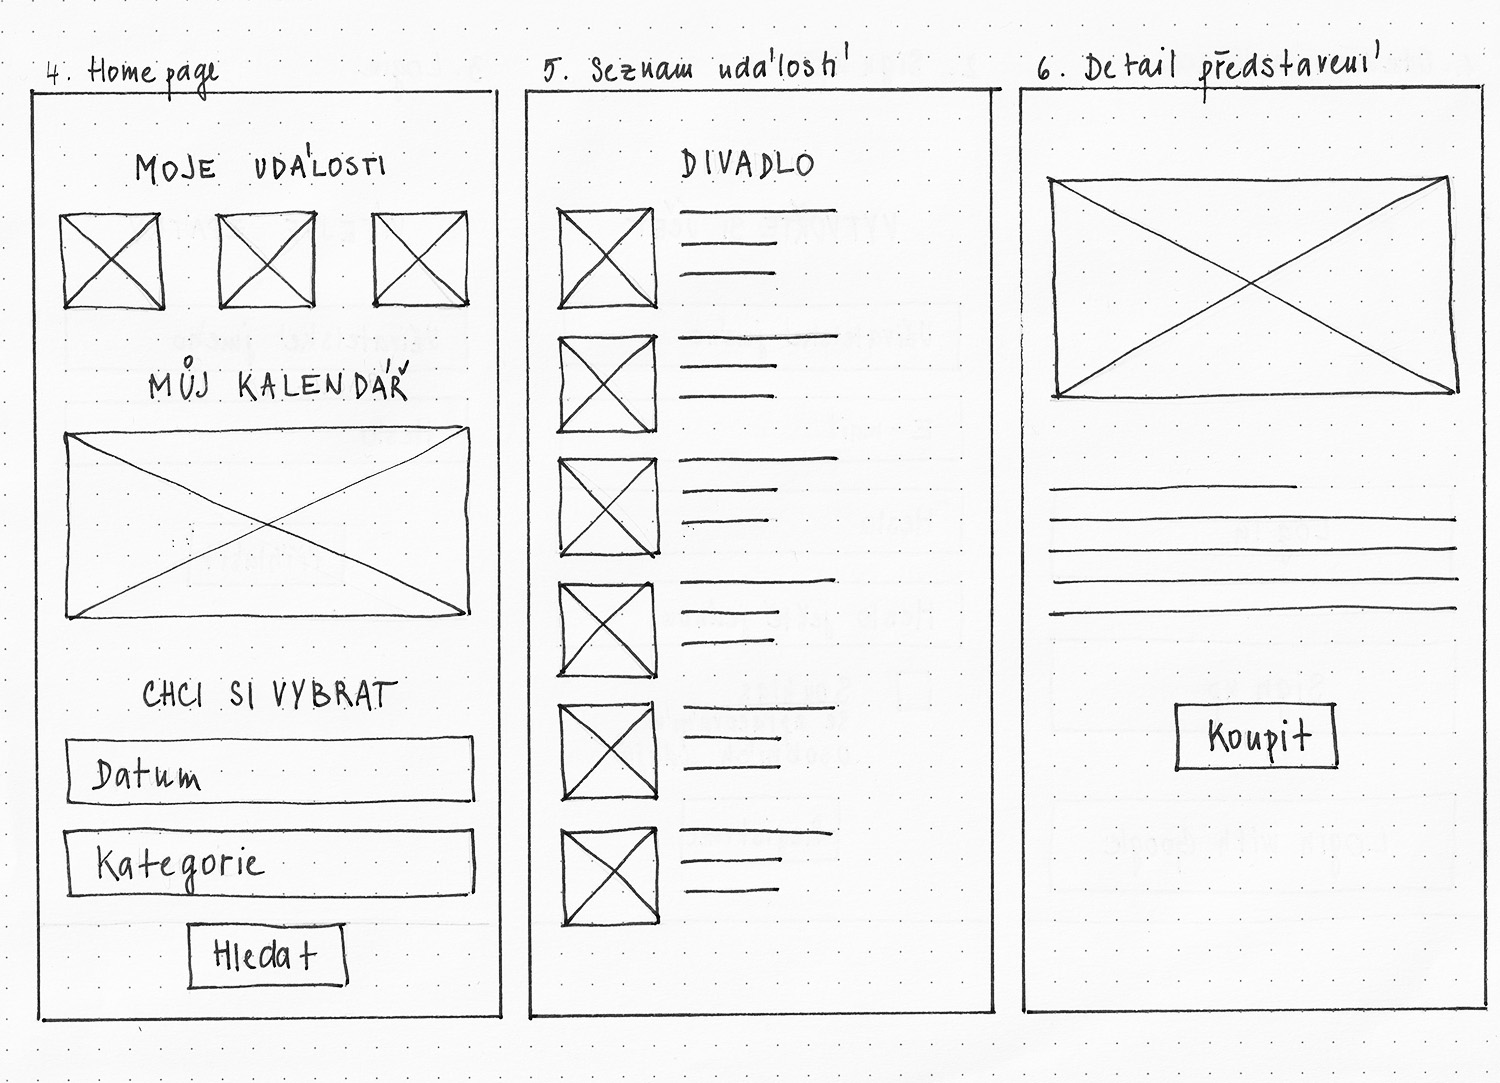 4. Home page
MOJE UDÁLOSTI
MŮJ KALENDÁŘ
CHCI SI VYBRAT
Datum
Kategorie
Hledat
5. Seznam událostí
DIVADLO
6. Detail představení
Koupit